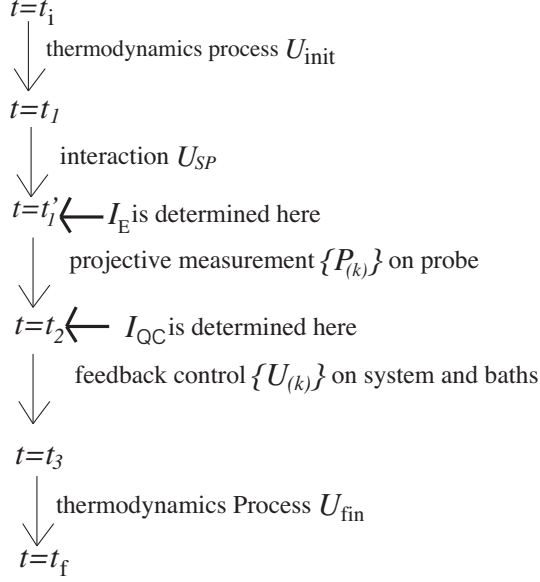 t=t_i
thermodynamics process U_init
t=t_1
interaction U_SP
t=t'_1 I_E is determined here
projective measurement {P_(k)} on probe
t=t_2 I_QC is determined here
feedback control {U_(k)} on system and baths
t=t_3
thermodynamics Process U_fin
t=t_f